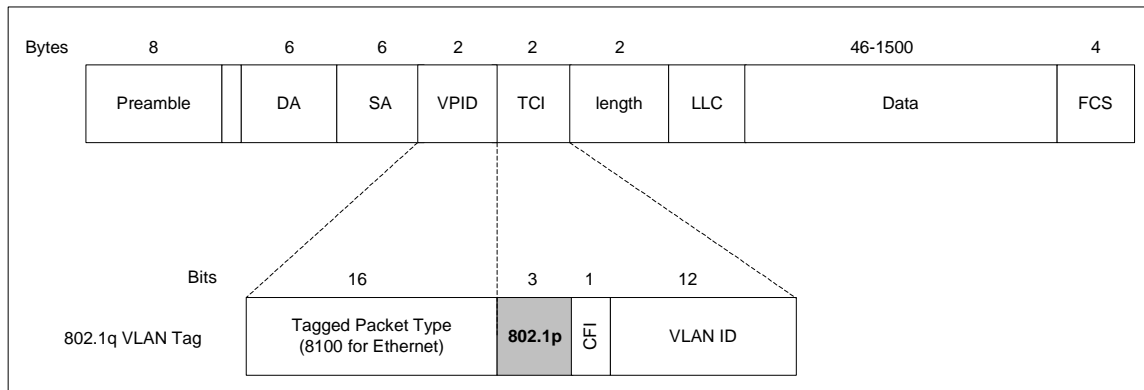 Bytes 8 6 6 2 2 2 46-1500 4
Preamble DA SA VPID TCI length LLC Data FCS
Bits 16 3 1 12
802.1q VLAN Tag
Tagged Packet Type
(8100 for Ethernet)
802.1p
CFI
VLAN ID